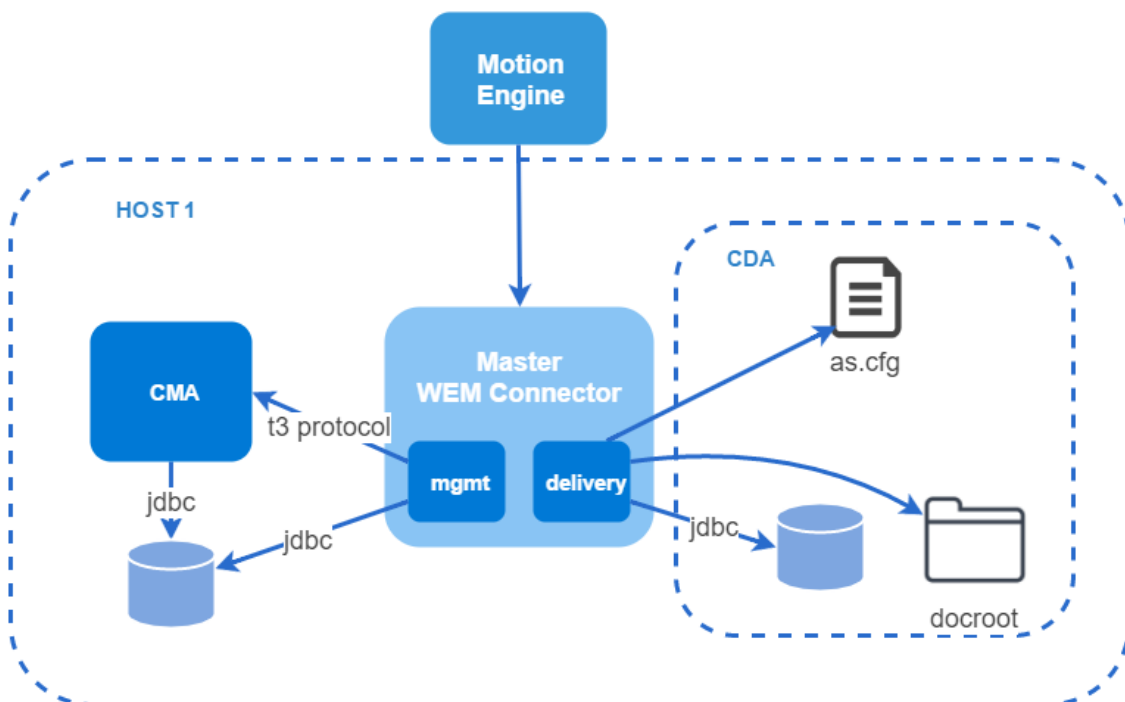 Motion
Engine
HOST 1
CDA
as.cfg
Master
WEM Connector
CMA
t3 protocol
mgmt
delivery
jdbc
jdbc
jdbc
docroot